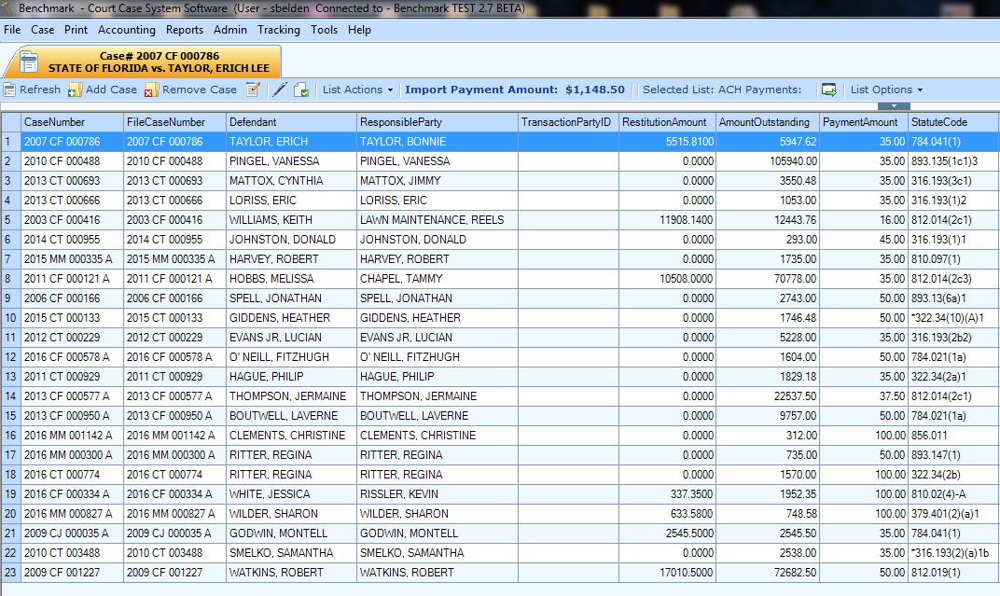 Benchmark - Court Case System Software (User - sbelden Connected to - Benchmark TEST 2.7 BETA)
File Case Print Accounting Reports Admin Tracking Tools Help
Case# 2007 CF 000786
STATE OF FLORIDA vs. TAYLOR, ERICH LEE
Refresh Add Case Remove Case List Actions Import Payment Amount: $1,148.50 Selected List: ACH Payments: List Options
CaseNumber FileCaseNumber Defendant ResponsibleParty TransactionPartyID RestitutionAmount AmountOutstanding PaymentAmount StatuteCode
1 2007 CF 000786 2007 CF 000786 TAYLOR, ERICH TAYLOR, BONNIE 5515.8100 5947.62 35.00 784.041(1)
2 2010 CF 000488 2010 CF 000488 PINGEL, VANESSA PINGEL, VANESSA 0.0000 105940.00 35.00 893.135(1c1)3
3 2013 CT 000693 2013 CT 000693 MATTOX, CYNTHIA MATTOX, JIMMY 0.0000 3550.48 35.00 316.193(3c1)
4 2013 CT 000666 2013 CT 000666 LORISS, ERIC LORISS, ERIC 0.0000 1053.00 35.00 316.193(1)2
5 2003 CF 000416 2003 CF 000416 WILLIAMS, KEITH LAWN MAINTENANCE, REELS 11908.1400 12443.76 16.00 812.014(2c1)
6 2014 CT 000955 2014 CT 000955 JOHNSTON, DONALD JOHNSTON, DONALD 0.0000 293.00 45.00 316.193(1)1
7 2015 MM 000335 A 2015 MM 000335 A HARVEY, ROBERT HARVEY, ROBERT 0.0000 1735.00 35.00 810.097(1)
8 2011 CF 000121 A 2011 CF 000121 A HOBBS, MELISSA CHAPEL, TAMMY 10508.0000 70778.00 35.00 812.014(2c3)
9 2006 CF 000166 2006 CF 000166 SPELL, JONATHAN SPELL, JONATHAN 0.0000 2743.00 50.00 893.13(6a)1
10 2015 CT 000133 2015 CT 000133 GIDDENS, HEATHER GIDDENS, HEATHER 0.0000 1746.48 50.00 *322.34(10)(A)1
11 2012 CT 000229 2012 CT 000229 EVANS JR, LUCIAN EVANS JR, LUCIAN 0.0000 5228.00 35.00 316.193(2b2)
12 2016 CF 000578 A 2016 CF 000578 A O' NEILL, FITZHUGH O' NEILL, FITZHUGH 0.0000 1604.00 50.00 784.021(1a)
13 2011 CT 000929 2011 CT 000929 HAGUE, PHILIP HAGUE, PHILIP 0.0000 1829.18 35.00 322.34(2a)1
14 2013 CF 000577 A 2013 CF 000577 A THOMPSON, JERMAINE THOMPSON, JERMAINE 0.0000 22537.50 37.50 812.014(2c1)
15 2013 CF 000950 A 2013 CF 000950 A BOUTWELL, LAVERNE BOUTWELL, LAVERNE 0.0000 9757.00 50.00 784.021(1a)
16 2016 MM 001142 A 2016 MM 001142 A CLEMENTS, CHRISTINE CLEMENTS, CHRISTINE 0.0000 312.00 100.00 856.011
17 2016 MM 000300 A 2016 MM 000300 A RITTER, REGINA RITTER, REGINA 0.0000 735.00 50.00 893.147(1)
18 2016 CT 000774 2016 CT 000774 RITTER, REGINA RITTER, REGINA 0.0000 1570.00 100.00 322.34(2b)
19 2016 CF 000334 A 2016 CF 000334 A WHITE, JESSICA RISSLER, KEVIN 337.3500 1952.35 100.00 810.02(4)-A
20 2016 MM 000827 A 2016 MM 000827 A WILDER, SHARON WILDER, SHARON 633.5800 748.58 100.00 379.401(2)(a)1
21 2009 CJ 000035 A 2009 CJ 000035 A GODWIN, MONTELL GODWIN, MONTELL 2545.5000 2545.50 35.00 784.041(1)
22 2010 CT 003488 2010 CT 003488 SMELKO, SAMANTHA SMELKO, SAMANTHA 0.0000 2538.00 35.00 *316.193(2)(a)1b
23 2009 CF 001227 2009 CF 001227 WATKINS, ROBERT WATKINS, ROBERT 17010.5000 72682.50 50.00 812.019(1)